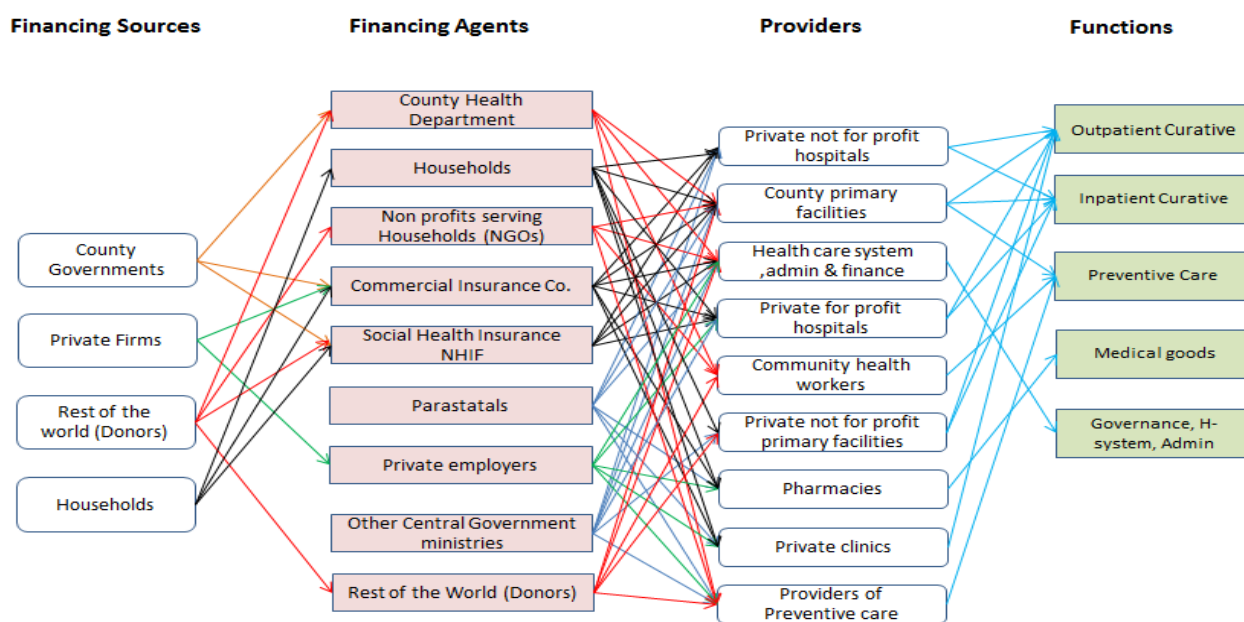 Financing Sources
Financing Agents
Providers
Functions
County Governments
Private Firms
Rest of the
world (Donors)
Households
County Health
Department
Households
Non profits serving
Households (NGOs)
Commercial Insurance Co.
Social Health Insurance
NHIF
Parastatals
Private employers
Other Central Government
ministries
Rest of the World (Donors)
Private not for profit
hospitals
County primary
facilities
Health care system
,admin & finance
Private for profit
hospitals
Community health
workers
Private not for profit
primary facilities
Pharmacies
Private clinics
Providers of
Preventive care
Outpatient Curative
Inpatient Curative
Preventive Care
Medical goods
Governance, H-
system, Admin